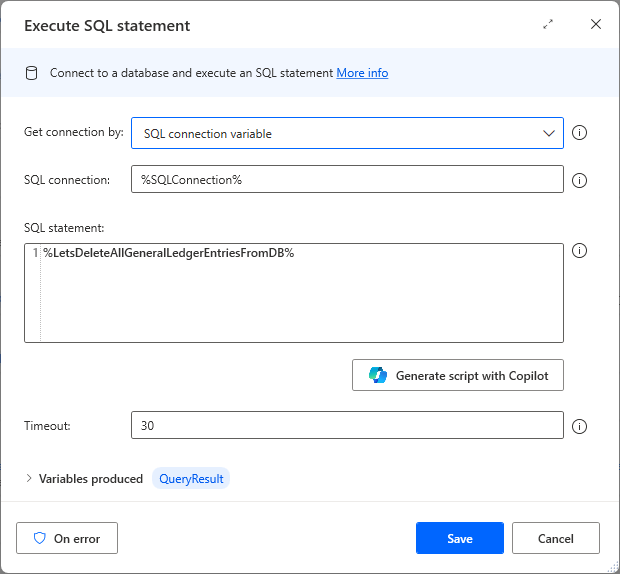 Execute SQL statement
Connect to a database and execute an SQL statement More info
Get connection by: SQL connection variable
SQL connection: %SQLConnection%
SQL statement:
1 %LetsDeleteAllGeneralLedgerEntriesFromDB%
Generate script with Copilot
Timeout: 30
Variables produced QueryResult
On error Save Cancel